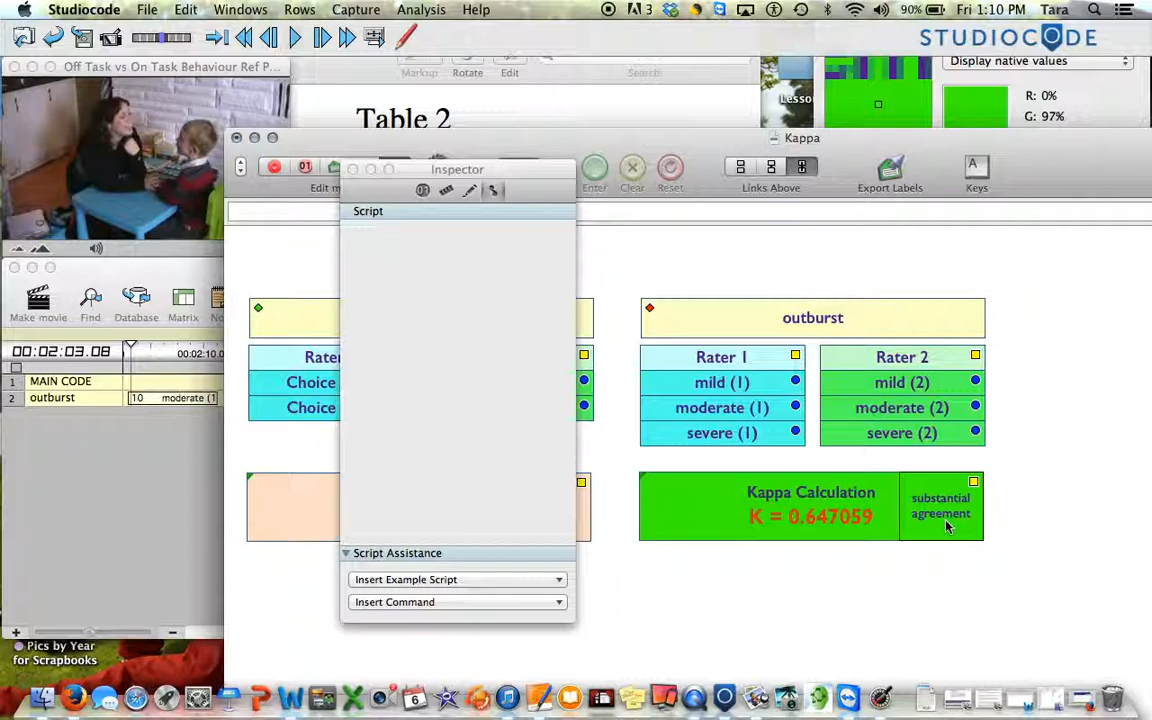 Studiocode File Edit Windows Rows Capture Analysis Help 3 90% Fri 1:10 PM Tara
STUDIOCODE
Off Task vs On Task Behaviour Ref P...
Markup Rotate Edit Search
Table 2
Lesso
Display native values
R: 0%
G: 97%
Kappa
Inspector
Edit m
01
Enter Clear Reset
Links Above
Export Labels
A
Keys
Script
Make movie Find Database Matrix
00:02:03.08 00:02:10.0
1 MAIN CODE
2 outburst 10 moderate (1
Rater
Choice
Choice
outburst
Rater 1 Rater 2
mild (1) mild (2)
moderate (1) moderate (2)
severe (1) severe (2)
Kappa Calculation
K = 0.647059
substantial
agreement
Script Assistance
Insert Example Script
Insert Command
Pics by Year
for Scrapbooks
6